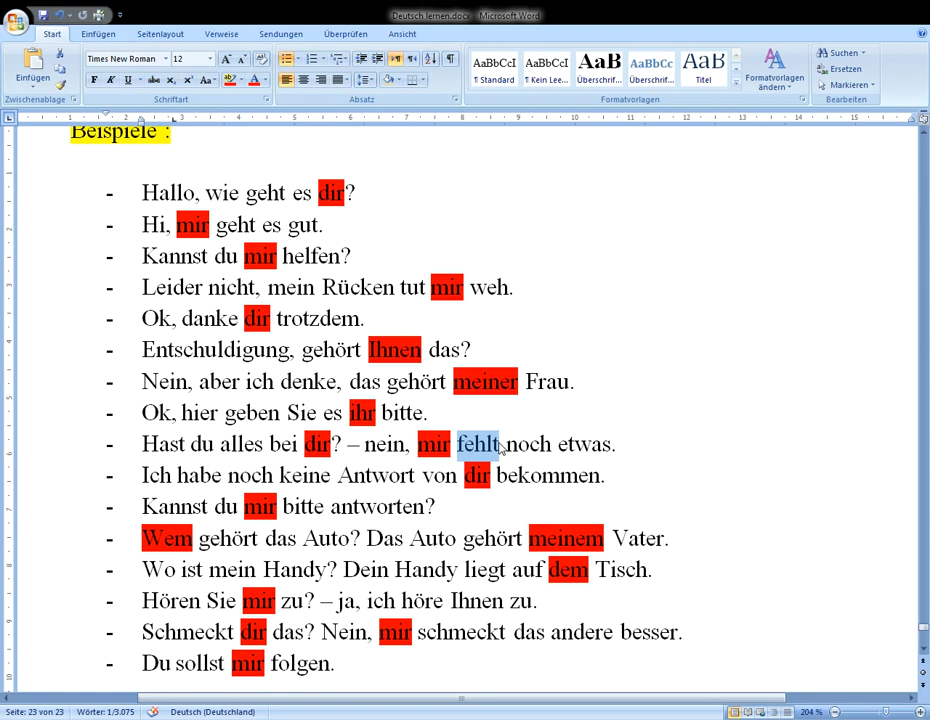 Deutsch lernen.docx - Microsoft Word
Start Einfügen Seitenlayout Verweise Sendungen Überprüfen Ansicht
Einfügen
Times New Roman 12
AaBbCcI AaBbCcI AaBbC AaBbCc AaBb
¶ Standard ¶ Kein Lee... Überschrif... Überschrif... Titel
Formatvorlagen ändern
Suchen
Ersetzen
Markieren
Zwischenablage Schriftart Absatz Formatvorlagen Bearbeiten
Beispiele :
- Hallo, wie geht es dir?
- Hi, mir geht es gut.
- Kannst du mir helfen?
- Leider nicht, mein Rücken tut mir weh.
- Ok, danke dir trotzdem.
- Entschuldigung, gehört Ihnen das?
- Nein, aber ich denke, das gehört meiner Frau.
- Ok, hier geben Sie es ihr bitte.
- Hast du alles bei dir? – nein, mir fehlt noch etwas.
- Ich habe noch keine Antwort von dir bekommen.
- Kannst du mir bitte antworten?
- Wem gehört das Auto? Das Auto gehört meinem Vater.
- Wo ist mein Handy? Dein Handy liegt auf dem Tisch.
- Hören Sie mir zu? – ja, ich höre Ihnen zu.
- Schmeckt dir das? Nein, mir schmeckt das andere besser.
- Du sollst mir folgen.
Seite: 23 von 23 Wörter: 1/3.075 Deutsch (Deutschland) 204 %